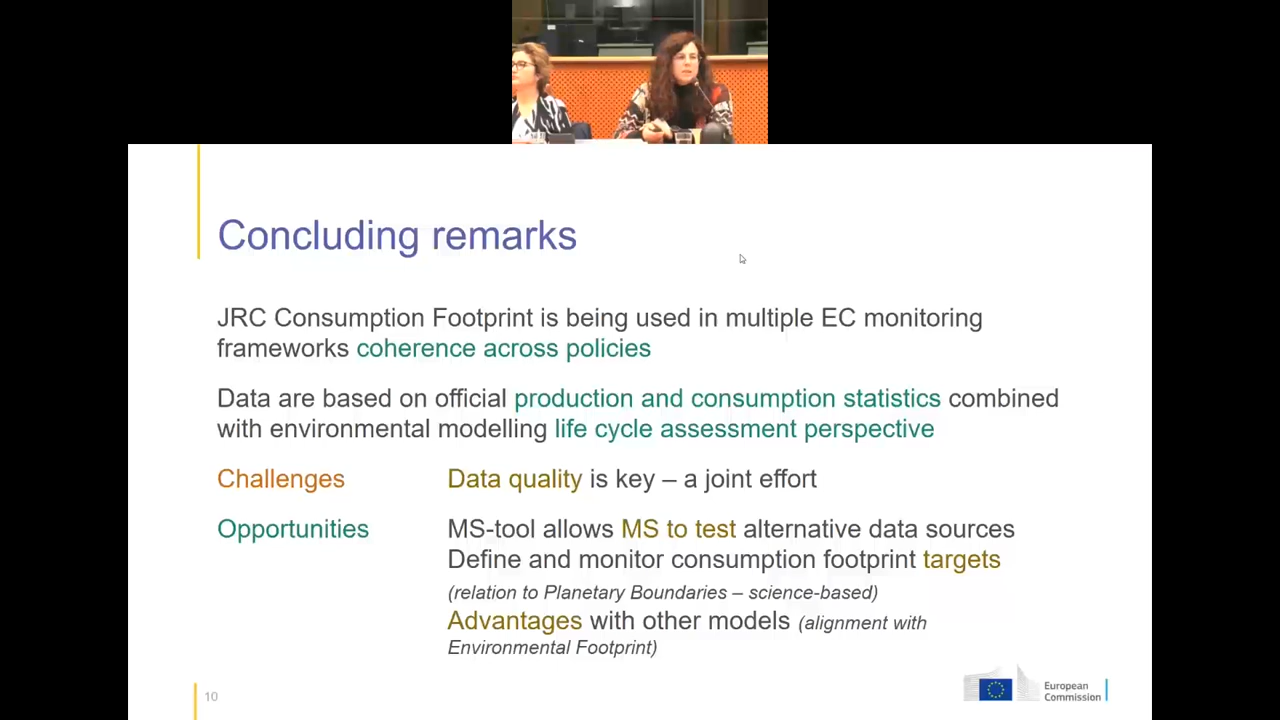 Concluding remarks
JRC Consumption Footprint is being used in multiple EC monitoring
frameworks coherence across policies
Data are based on official production and consumption statistics combined
with environmental modelling life cycle assessment perspective
Challenges Data quality is key – a joint effort
Opportunities MS-tool allows MS to test alternative data sources
Define and monitor consumption footprint targets
(relation to Planetary Boundaries – science-based)
Advantages with other models (alignment with
Environmental Footprint)
10
European
Commission